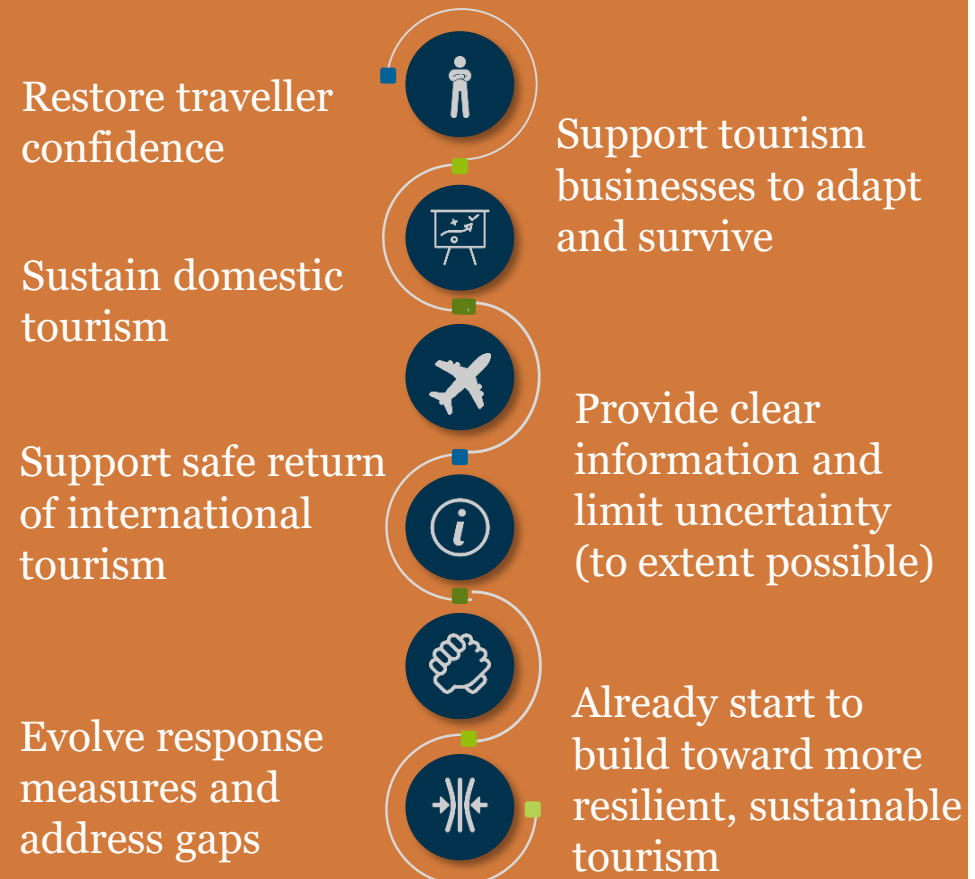 Restore traveller
confidence
Support tourism
businesses to adapt
and survive
Sustain domestic
tourism
Provide clear
information and
limit uncertainty
(to extent possible)
Support safe return
of international
tourism
Already start to
build toward more
resilient, sustainable
tourism
Evolve response
measures and
address gaps